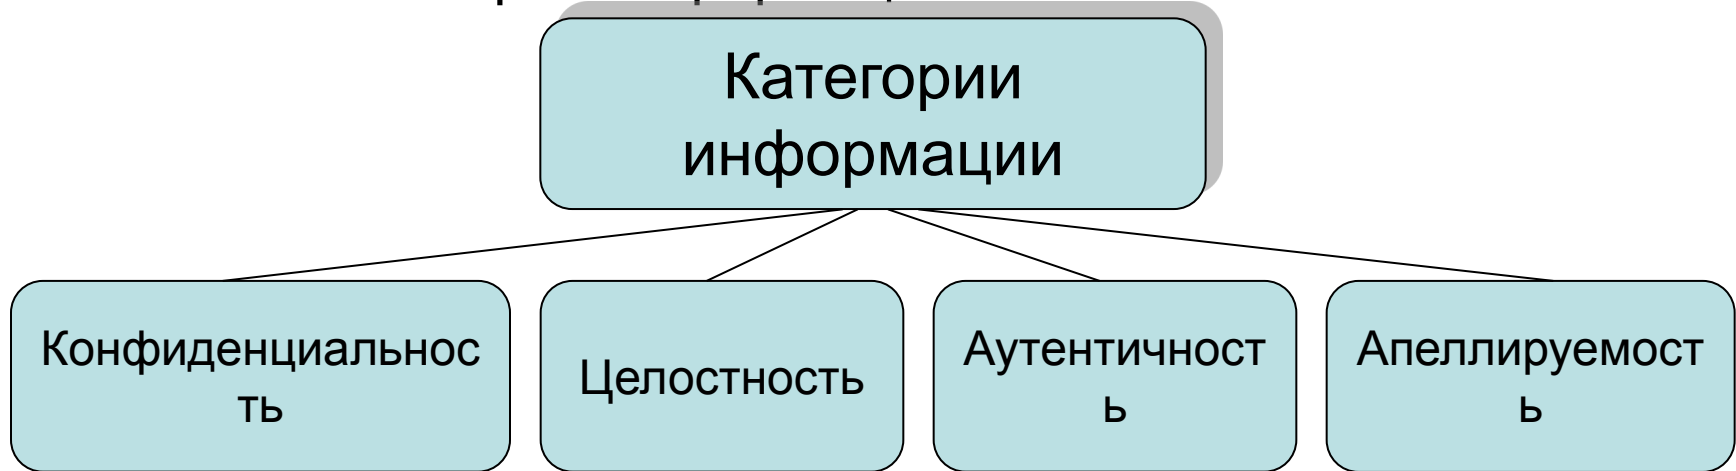 Категории
информации
Конфиденциальнос
ть
Целостность
Аутентичност
ь
Апеллируемост
ь